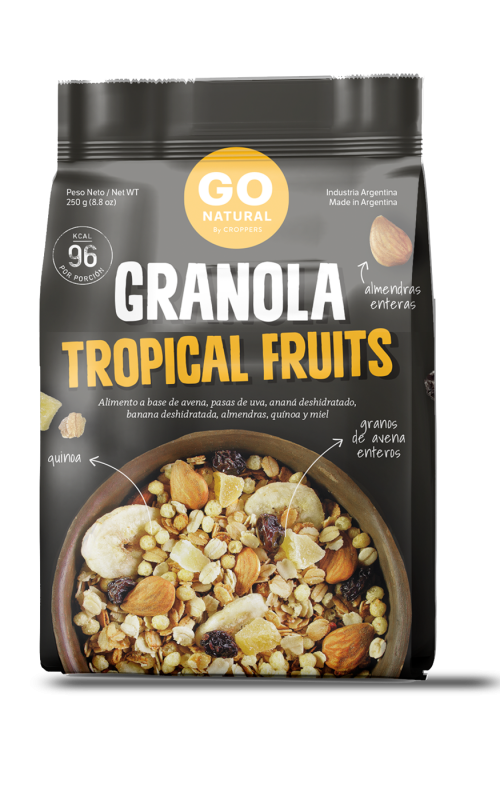 GO
NATURAL
By CROPPERS
Peso Neto / Net WT
250 g (8.8 oz)
Industria Argentina
Made in Argentina
KCAL
96
POR PORCIÓN
almendras
enteras
GRANOLA
TROPICAL FRUITS
Alimento a base de avena, pasas de uva, ananá deshidratado,
banana deshidratada, almendras, quínoa y miel
granos
de avena
enteros
quínoa